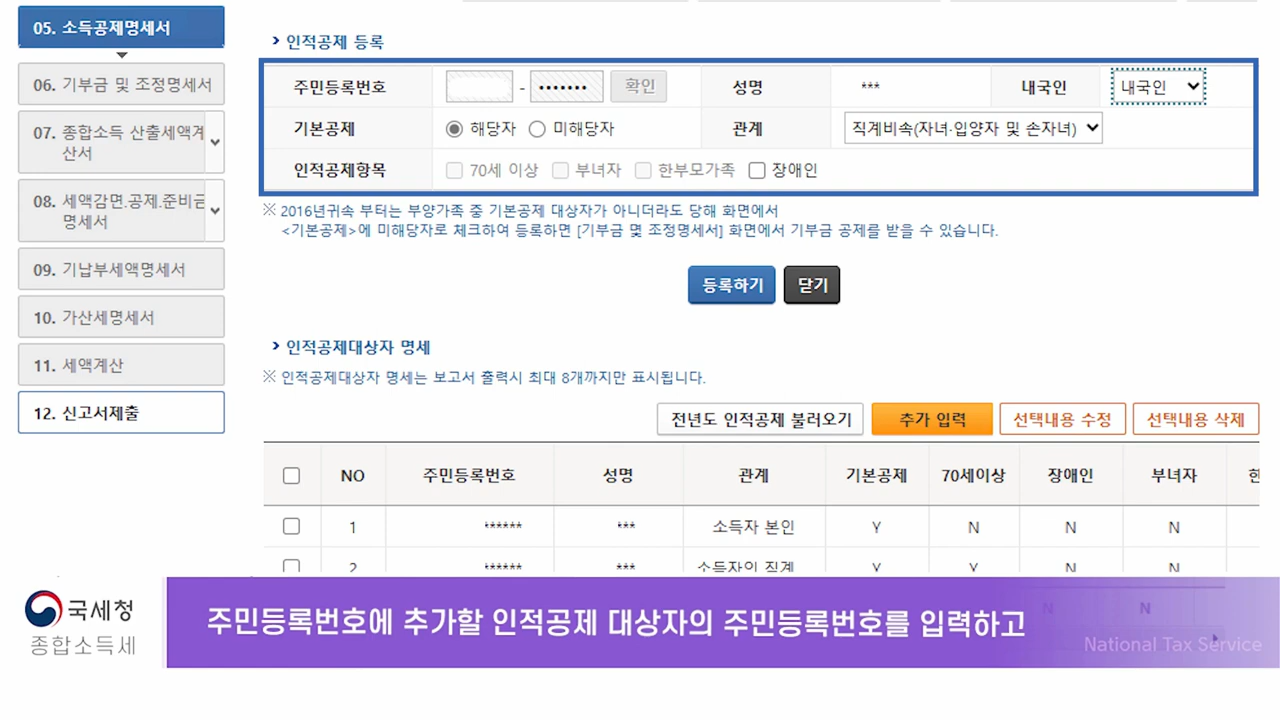 05. 소득공제명세서
06. 기부금 및 조정명세서
07. 종합소득 산출세액계
산서
08. 세액감면.공제.준비금
명세서
09. 기납부세액명세서
10. 가산세명세서
11. 세액계산
12. 신고서제출
인적공제 등록
주민등록번호 - ••••••• 확인 성명 *** 내국인 내국인
기본공제 해당자 미해당자 관계 직계비속(자녀·입양자 및 손자녀)
인적공제항목 70세 이상 부녀자 한부모가족 장애인
※ 2016년귀속 부터는 부양가족 중 기본공제 대상자가 아니더라도 당해 화면에서
<기본공제>에 미해당자로 체크하여 등록하면 [기부금 및 조정명세서] 화면에서 기부금 공제를 받을 수 있습니다.
등록하기 닫기
인적공제대상자 명세
※ 인적공제대상자 명세는 보고서 출력시 최대 8개까지만 표시됩니다.
전년도 인적공제 불러오기 추가 입력 선택내용 수정 선택내용 삭제
NO 주민등록번호 성명 관계 기본공제 70세이상 장애인 부녀자
1 ****** *** 소득자 본인 Y N N N
2 ****** *** 소득자의 직계 Y Y N N
N N
국세청
종합소득세
주민등록번호에 추가할 인적공제 대상자의 주민등록번호를 입력하고
National Tax Service